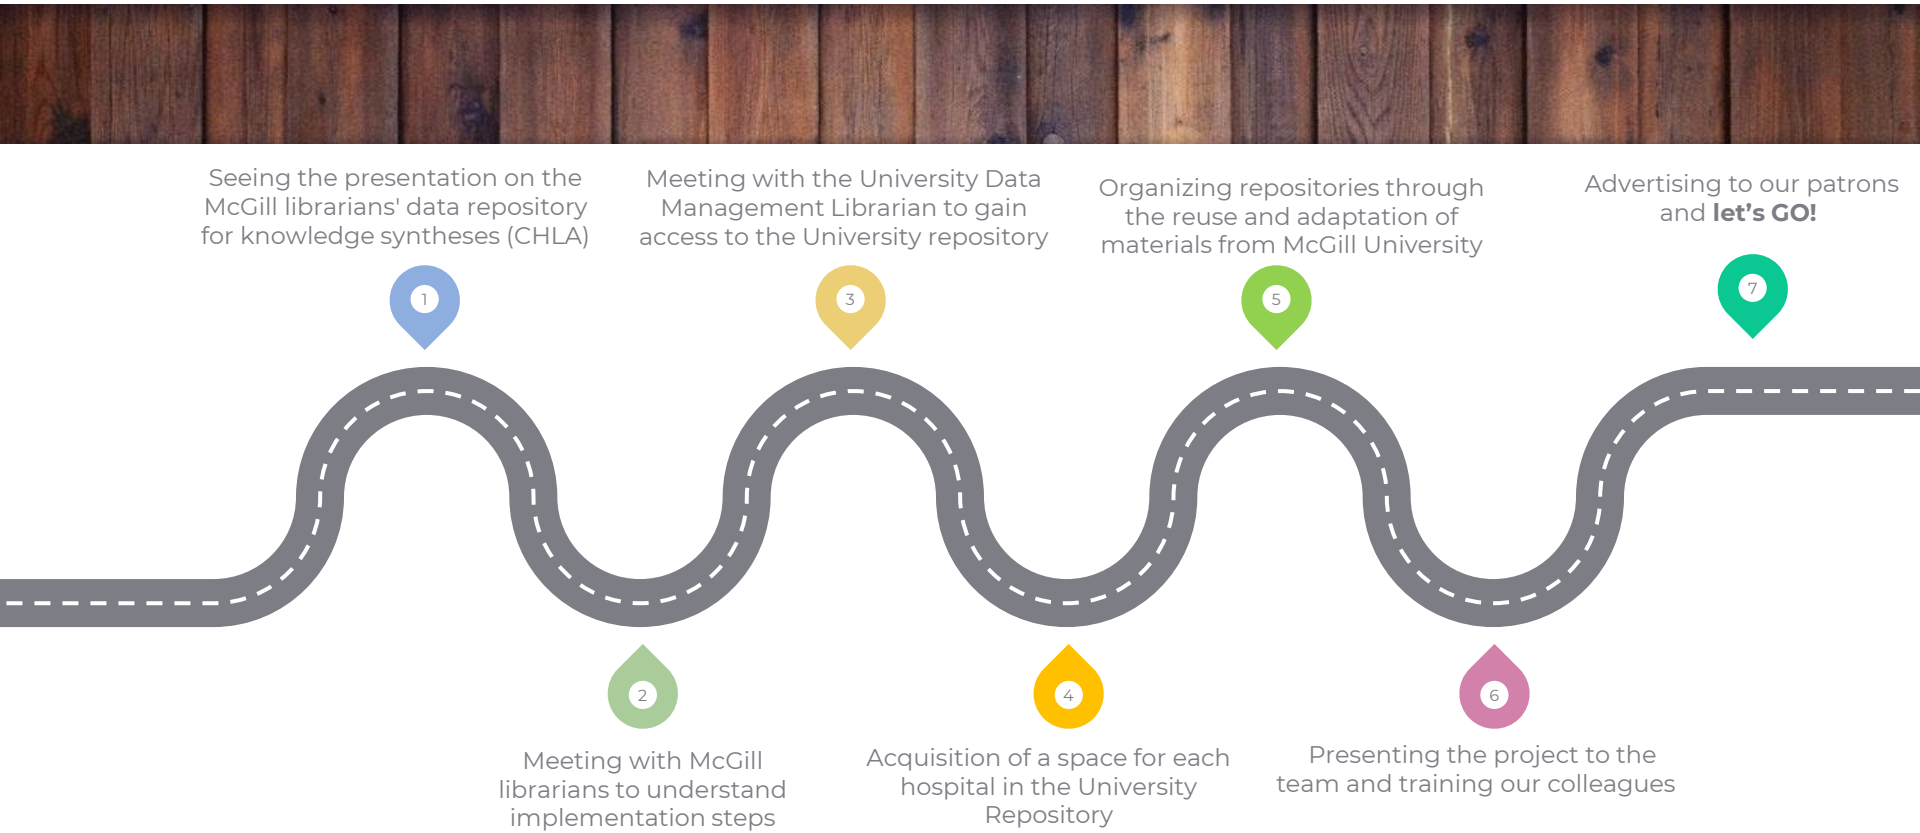 Seeing the presentation on the
McGill librarians' data repository
for knowledge syntheses (CHLA)
1
Meeting with McGill
librarians to understand
implementation steps
2
Meeting with the University Data
Management Librarian to gain
access to the University repository
3
Acquisition of a space for each
hospital in the University
Repository
4
Organizing repositories through
the reuse and adaptation of
materials from McGill University
5
Presenting the project to the
team and training our colleagues
6
Advertising to our patrons
and let’s GO!
7